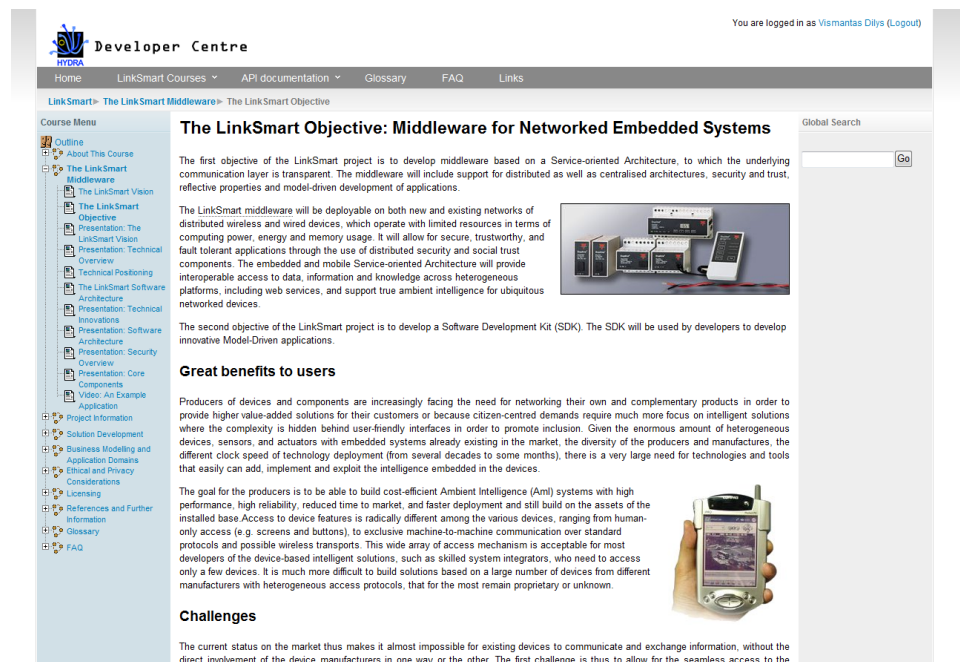 You are logged in as Vismantas Dilys (Logout)
HYDRA
Developer Centre
Home
LinkSmart Courses
API documentation
Glossary
FAQ
Links
LinkSmart ► The LinkSmart Middleware ► The LinkSmart Objective
Course Menu
Outline
About This Course
The LinkSmart
Middleware
The LinkSmart Vision
The LinkSmart
Objective
Presentation: The
LinkSmart Vision
Presentation: Technical
Overview
Technical Positioning
The LinkSmart Software
Architecture
Presentation: Technical
Innovations
Presentation: Software
Architecture
Presentation: Security
Overview
Presentation: Core
Components
Video: An Example
Application
Project Information
Solution Development
Business Modelling and
Application Domains
Ethical and Privacy
Considerations
Licensing
References and Further
Information
Glossary
FAQ
The LinkSmart Objective: Middleware for Networked Embedded Systems
The first objective of the LinkSmart project is to develop middleware based on a Service-oriented Architecture, to which the underlying
communication layer is transparent. The middleware will include support for distributed as well as centralised architectures, security and trust,
reflective properties and model-driven development of applications.
The LinkSmart middleware will be deployable on both new and existing networks of
distributed wireless and wired devices, which operate with limited resources in terms of
computing power, energy and memory usage. It will allow for secure, trustworthy, and
fault tolerant applications through the use of distributed security and social trust
components. The embedded and mobile Service-oriented Architecture will provide
interoperable access to data, information and knowledge across heterogeneous
platforms, including web services, and support true ambient intelligence for ubiquitous
networked devices.
The second objective of the LinkSmart project is to develop a Software Development Kit (SDK). The SDK will be used by developers to develop
innovative Model-Driven applications.
Great benefits to users
Producers of devices and components are increasingly facing the need for networking their own and complementary products in order to
provide higher value-added solutions for their customers or because citizen-centred demands require much more focus on intelligent solutions
where the complexity is hidden behind user-friendly interfaces in order to promote inclusion. Given the enormous amount of heterogeneous
devices, sensors, and actuators with embedded systems already existing in the market, the diversity of the producers and manufactures, the
different clock speed of technology deployment (from several decades to some months), there is a very large need for technologies and tools
that easily can add, implement and exploit the intelligence embedded in the devices.
The goal for the producers is to be able to build cost-efficient Ambient Intelligence (AmI) systems with high
performance, high reliability, reduced time to market, and faster deployment and still build on the assets of the
installed base.Access to device features is radically different among the various devices, ranging from human-
only access (e.g. screens and buttons), to exclusive machine-to-machine communication over standard
protocols and possible wireless transports. This wide array of access mechanism is acceptable for most
developers of the device-based intelligent solutions, such as skilled system integrators, who need to access
only a few devices. It is much more difficult to build solutions based on a large number of devices from different
manufacturers with heterogeneous access protocols, that for the most remain proprietary or unknown.
Challenges
The current status on the market thus makes it almost impossible for existing devices to communicate and exchange information, without the
direct involvement of the device manufacturers in one way or the other. The first challenge is thus to allow for the seamless access to the
Global Search
Go